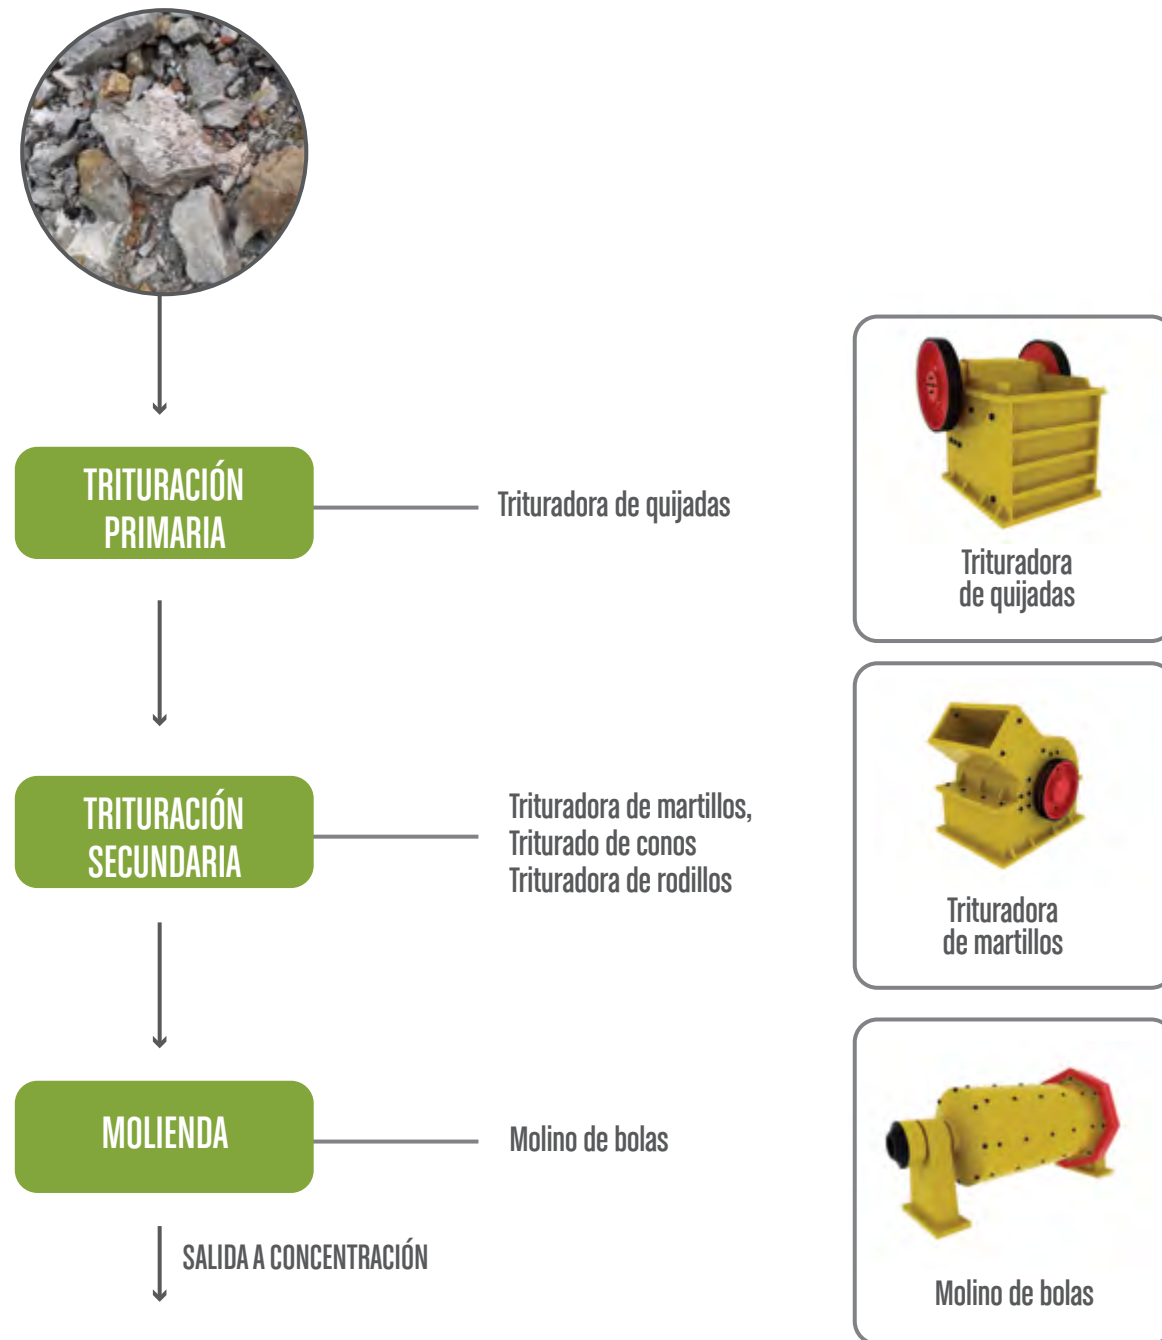 TRITURACIÓN
PRIMARIA
Trituradora de quijadas
Trituradora
de quijadas
TRITURACIÓN
SECUNDARIA
Trituradora de martillos,
Triturado de conos
Trituradora de rodillos
Trituradora
de martillos
MOLIENDA
Molino de bolas
SALIDA A CONCENTRACIÓN
Molino de bolas